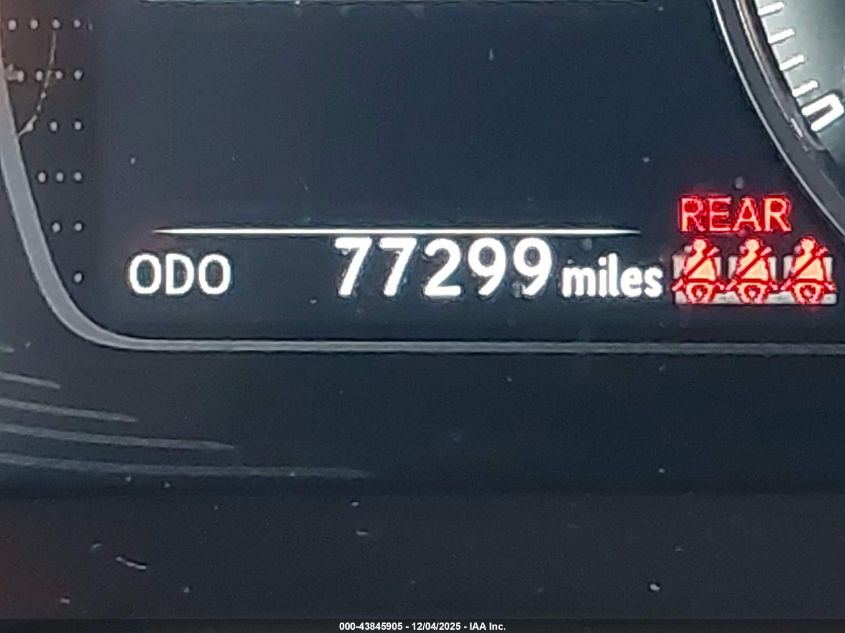 REAR
ODO 77299 miles
000-43845905 - 12/04/2025 - IAA Inc.